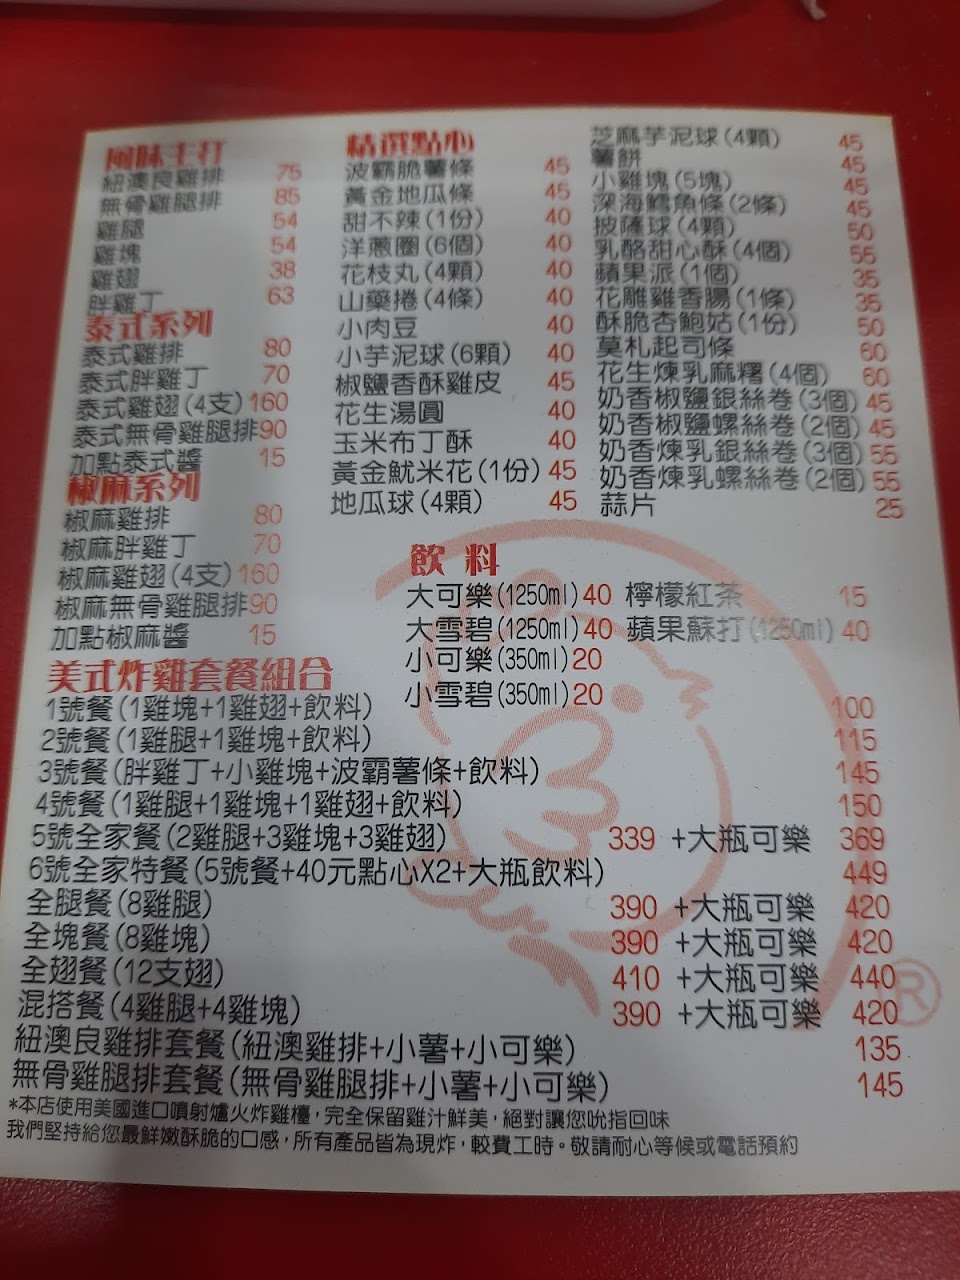 風味主打
紐澳良雞排 75
無骨雞腿排 85
雞腿 54
雞塊 54
雞翅 38
胖雞丁 63
泰式系列
泰式雞排 80
泰式胖雞丁 70
泰式雞翅(4支) 160
泰式無骨雞腿排 90
加點泰式醬 15
椒麻系列
椒麻雞排 80
椒麻胖雞丁 70
椒麻雞翅(4支) 160
椒麻無骨雞腿排 90
加點椒麻醬 15
精選點心
波霸脆薯條 45
黃金地瓜條 45
甜不辣(1份) 40
洋蔥圈(6個) 40
花枝丸(4顆) 40
山藥捲(4條) 40
小肉豆 40
小芋泥球(6顆) 40
椒鹽香酥雞皮 45
花生湯圓 40
玉米布丁酥 40
黃金魷米花(1份) 45
地瓜球(4顆) 45
芝麻芋泥球(4顆) 45
薯餅 45
小雞塊(5塊) 45
深海鱈魚條(2條) 45
披薩球(4顆) 50
乳酪甜心酥(4個) 55
蘋果派(1個) 35
花雕雞香腸(1條) 35
酥脆杏鮑菇(1份) 50
莫札起司條 60
花生煉乳麻糬(4個) 60
奶香椒鹽銀絲卷(3個) 45
奶香椒鹽螺絲卷(2個) 45
奶香煉乳銀絲卷(3個) 55
奶香煉乳螺絲卷(2個) 55
蒜片 25
飲料
大可樂(1250ml) 40 檸檬紅茶 15
大雪碧(1250ml) 40 蘋果蘇打(1250ml) 40
小可樂(350ml) 20
小雪碧(350ml) 20
美式炸雞套餐組合
1號餐(1雞塊+1雞翅+飲料) 100
2號餐(1雞腿+1雞塊+飲料) 115
3號餐(胖雞丁+小雞塊+波霸薯條+飲料) 145
4號餐(1雞腿+1雞塊+1雞翅+飲料) 150
5號全家餐(2雞腿+3雞塊+3雞翅) 339 +大瓶可樂 369
6號全家特餐(5號餐+40元點心X2+大瓶飲料) 449
全腿餐(8雞腿) 390 +大瓶可樂 420
全塊餐(8雞塊) 390 +大瓶可樂 420
全翅餐(12支翅) 410 +大瓶可樂 440
混搭餐(4雞腿+4雞塊) 390 +大瓶可樂 420
®
紐澳良雞排套餐(紐澳雞排+小薯+小可樂) 135
無骨雞腿排套餐(無骨雞腿排+小薯+小可樂) 145
*本店使用美國進口噴射爐火炸雞檯，完全保留雞汁鮮美，絕對讓您吮指回味
我們堅持給您最鮮嫩酥脆的口感，所有產品皆為現炸，較費工時。敬請耐心等候或電話預約